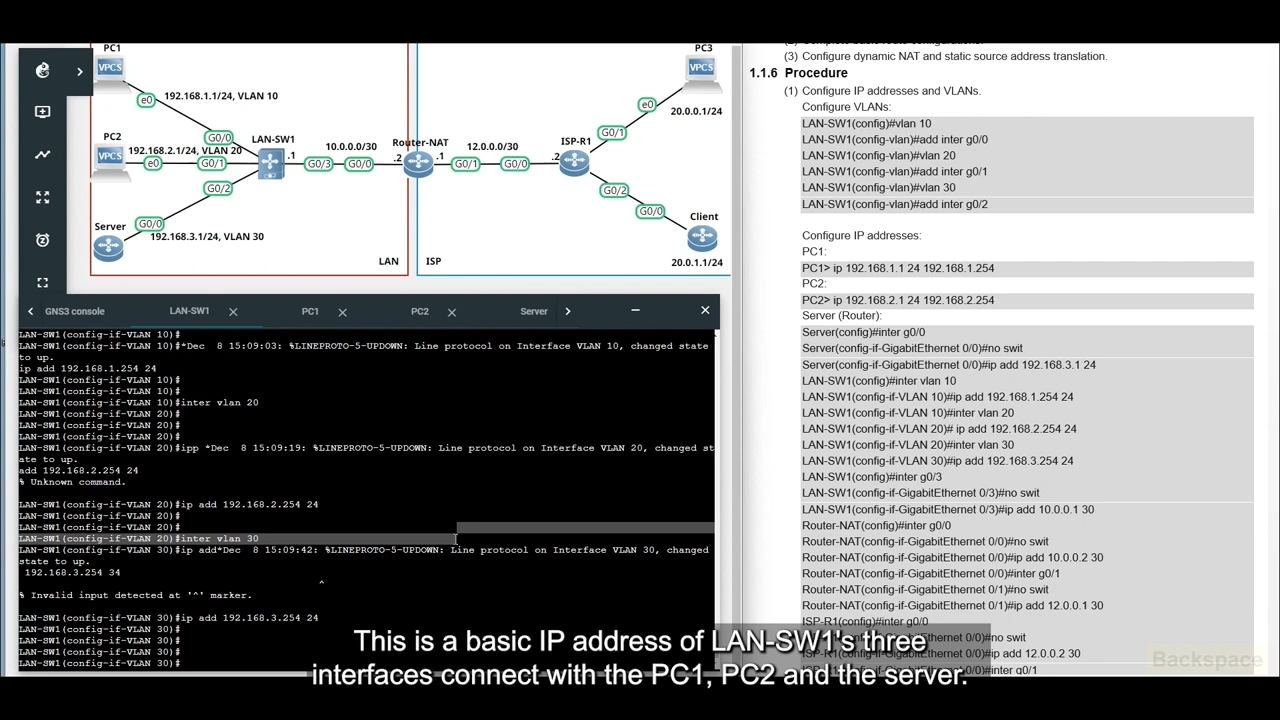 PC1
VPCS
e0
192.168.1.1/24, VLAN 10
G0/0
PC2
VPCS
192.168.2.1/24, VLAN 20
e0
G0/1
LAN-SW1
.1
G0/2
G0/3
10.0.0.0/30
G0/0
Router-NAT
.2
.1
G0/1
12.0.0.0/30
G0/0
ISP-R1
.2
G0/1
e0
PC3
VPCS
20.0.0.1/24
G0/2
G0/0
Client
20.0.1.1/24
Server
G0/0
192.168.3.1/24, VLAN 30
LAN
ISP
GNS3 console
LAN-SW1
PC1
PC2
Server
LAN-SW1(config-if-VLAN 10)#
LAN-SW1(config-if-VLAN 10)#*Dec  8 15:09:03: %LINEPROTO-5-UPDOWN: Line protocol on Interface VLAN 10, changed state
to up.
ip add 192.168.1.254 24
LAN-SW1(config-if-VLAN 10)#
LAN-SW1(config-if-VLAN 10)#
LAN-SW1(config-if-VLAN 10)#inter vlan 20
LAN-SW1(config-if-VLAN 20)#
LAN-SW1(config-if-VLAN 20)#
LAN-SW1(config-if-VLAN 20)#
LAN-SW1(config-if-VLAN 20)#ipp *Dec  8 15:09:19: %LINEPROTO-5-UPDOWN: Line protocol on Interface VLAN 20, changed st
ate to up.
add 192.168.2.254 24
% Unknown command.
LAN-SW1(config-if-VLAN 20)#ip add 192.168.2.254 24
LAN-SW1(config-if-VLAN 20)#
LAN-SW1(config-if-VLAN 20)#
LAN-SW1(config-if-VLAN 20)#inter vlan 30
LAN-SW1(config-if-VLAN 30)#ip add*Dec  8 15:09:42: %LINEPROTO-5-UPDOWN: Line protocol on Interface VLAN 30, changed
state to up.
192.168.3.254 34
^
% Invalid input detected at '^' marker.
LAN-SW1(config-if-VLAN 30)#ip add 192.168.3.254 24
LAN-SW1(config-if-VLAN 30)#
LAN-SW1(config-if-VLAN 30)#
LAN-SW1(config-if-VLAN 30)#
LAN-SW1(config-if-VLAN 30)#
(3) Configure dynamic NAT and static source address translation.
1.1.6 Procedure
(1) Configure IP addresses and VLANs.
Configure VLANs:
LAN-SW1(config)#vlan 10
LAN-SW1(config-vlan)#add inter g0/0
LAN-SW1(config-vlan)#vlan 20
LAN-SW1(config-vlan)#add inter g0/1
LAN-SW1(config-vlan)#vlan 30
LAN-SW1(config-vlan)#add inter g0/2
Configure IP addresses:
PC1:
PC1> ip 192.168.1.1 24 192.168.1.254
PC2:
PC2> ip 192.168.2.1 24 192.168.2.254
Server (Router):
Server(config)#inter g0/0
Server(config-if-GigabitEthernet 0/0)#no swit
Server(config-if-GigabitEthernet 0/0)#ip add 192.168.3.1 24
LAN-SW1(config)#inter vlan 10
LAN-SW1(config-if-VLAN 10)#ip add 192.168.1.254 24
LAN-SW1(config-if-VLAN 10)#inter vlan 20
LAN-SW1(config-if-VLAN 20)# ip add 192.168.2.254 24
LAN-SW1(config-if-VLAN 20)#inter vlan 30
LAN-SW1(config-if-VLAN 30)#ip add 192.168.3.254 24
LAN-SW1(config)#inter g0/3
LAN-SW1(config-if-GigabitEthernet 0/3)#no swit
LAN-SW1(config-if-GigabitEthernet 0/3)#ip add 10.0.0.1 30
Router-NAT(config)#inter g0/0
Router-NAT(config-if-GigabitEthernet 0/0)#no swit
Router-NAT(config-if-GigabitEthernet 0/0)#ip add 10.0.0.2 30
Router-NAT(config-if-GigabitEthernet 0/0)#inter g0/1
Router-NAT(config-if-GigabitEthernet 0/1)#no swit
Router-NAT(config-if-GigabitEthernet 0/1)#ip add 12.0.0.1 30
ISP-R1(config)#inter g0/0
#no swit
#ip add 12.0.0.2 30
#inter g0/1
Backspace
This is a basic IP address of LAN-SW1's three
interfaces connect with the PC1, PC2 and the server.